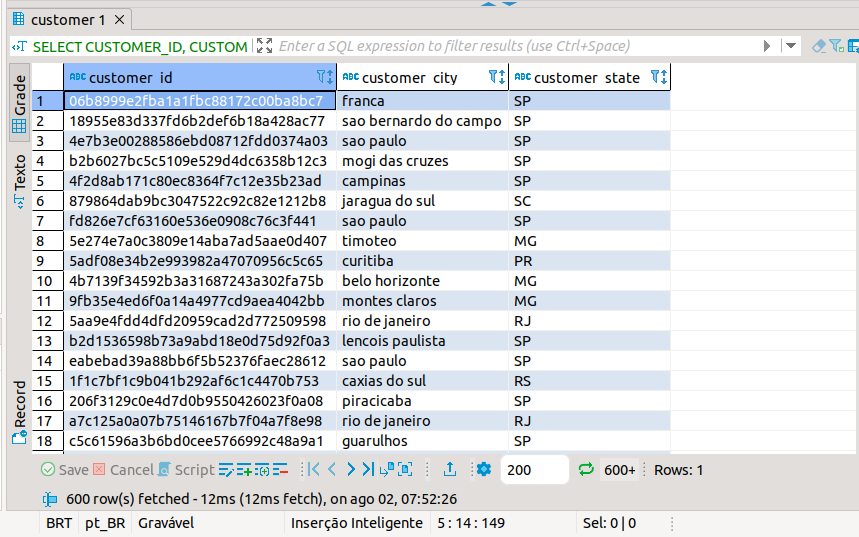 customer 1
SELECT CUSTOMER_ID, CUSTOM Enter a SQL expression to filter results (use Ctrl+Space)
Grade
Texto
Record
ABC customer_id ABC customer_city ABC customer_state
1 06b8999e2fba1a1fbc88172c00ba8bc7 franca SP
2 18955e83d337fd6b2def6b18a428ac77 sao bernardo do campo SP
3 4e7b3e00288586ebd08712fdd0374a03 sao paulo SP
4 b2b6027bc5c5109e529d4dc6358b12c3 mogi das cruzes SP
5 4f2d8ab171c80ec8364f7c12e35b23ad campinas SP
6 879864dab9bc3047522c92c82e1212b8 jaragua do sul SC
7 fd826e7cf63160e536e0908c76c3f441 sao paulo SP
8 5e274e7a0c3809e14aba7ad5aae0d407 timoteo MG
9 5adf08e34b2e993982a47070956c5c65 curitiba PR
10 4b7139f34592b3a31687243a302fa75b belo horizonte MG
11 9fb35e4ed6f0a14a4977cd9aea4042bb montes claros MG
12 5aa9e4fdd4dfd20959cad2d772509598 rio de janeiro RJ
13 b2d1536598b73a9abd18e0d75d92f0a3 lencois paulista SP
14 eabebad39a88bb6f5b52376faec28612 sao paulo SP
15 1f1c7bf1c9b041b292af6c1c4470b753 caxias do sul RS
16 206f3129c0e4d7d0b9550426023f0a08 piracicaba SP
17 a7c125a0a07b75146167b7f04a7f8e98 rio de janeiro RJ
18 c5c61596a3b6bd0cee5766992c48a9a1 guarulhos SP
Save Cancel Script 200 600+ Rows: 1
600 row(s) fetched - 12ms (12ms fetch), on ago 02, 07:52:26
BRT pt_BR Gravável Inserção Inteligente 5 : 14 : 149 Sel: 0 | 0